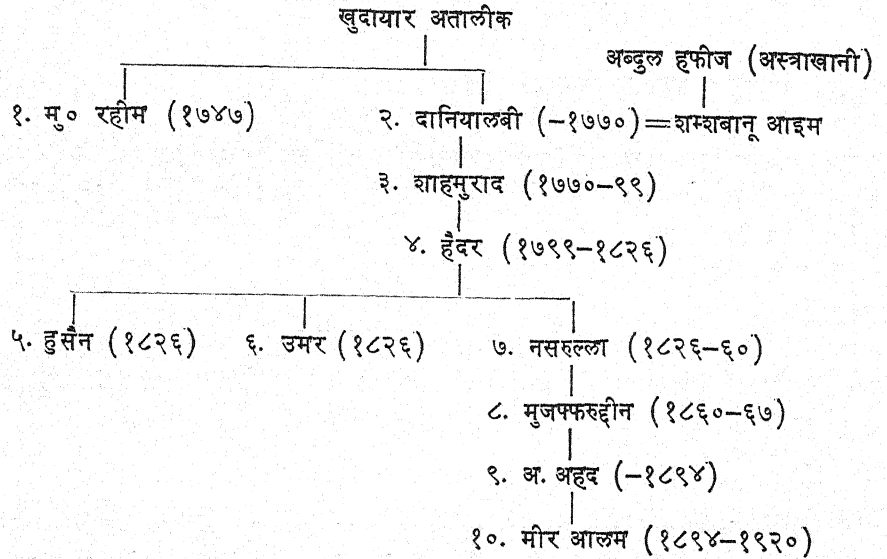 खुदायार अतालीक
अब्दुल हफीज (अस्त्राखानी)
१. मु० रहीम (१७४७) २. दानियालबी (–१७७०)=शम्शबानू आइम
३. शाहमुराद (१७७०–९९)
४. हैदर (१७९९–१८२६)
५. हुसैन (१८२६) ६. उमर (१८२६) ७. नसरुल्ला (१८२६–६०)
८. मुजफ्फरुद्दीन (१८६०–६७)
९. अ. अहद (–१८९४)
१०. मीर आलम (१८९४–१९२०)